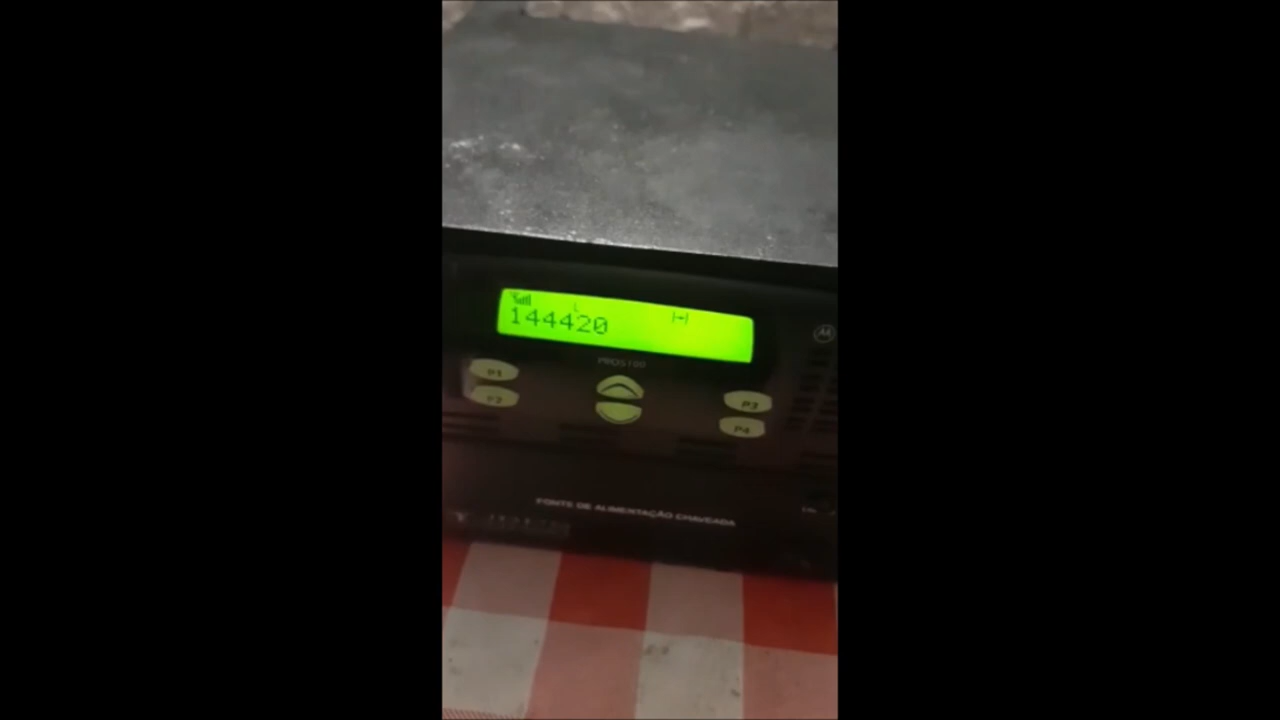 L
144420
PRO5100
P1
P2
P3
P4
FONTE DE ALIMENTAÇÃO CHAVEADA